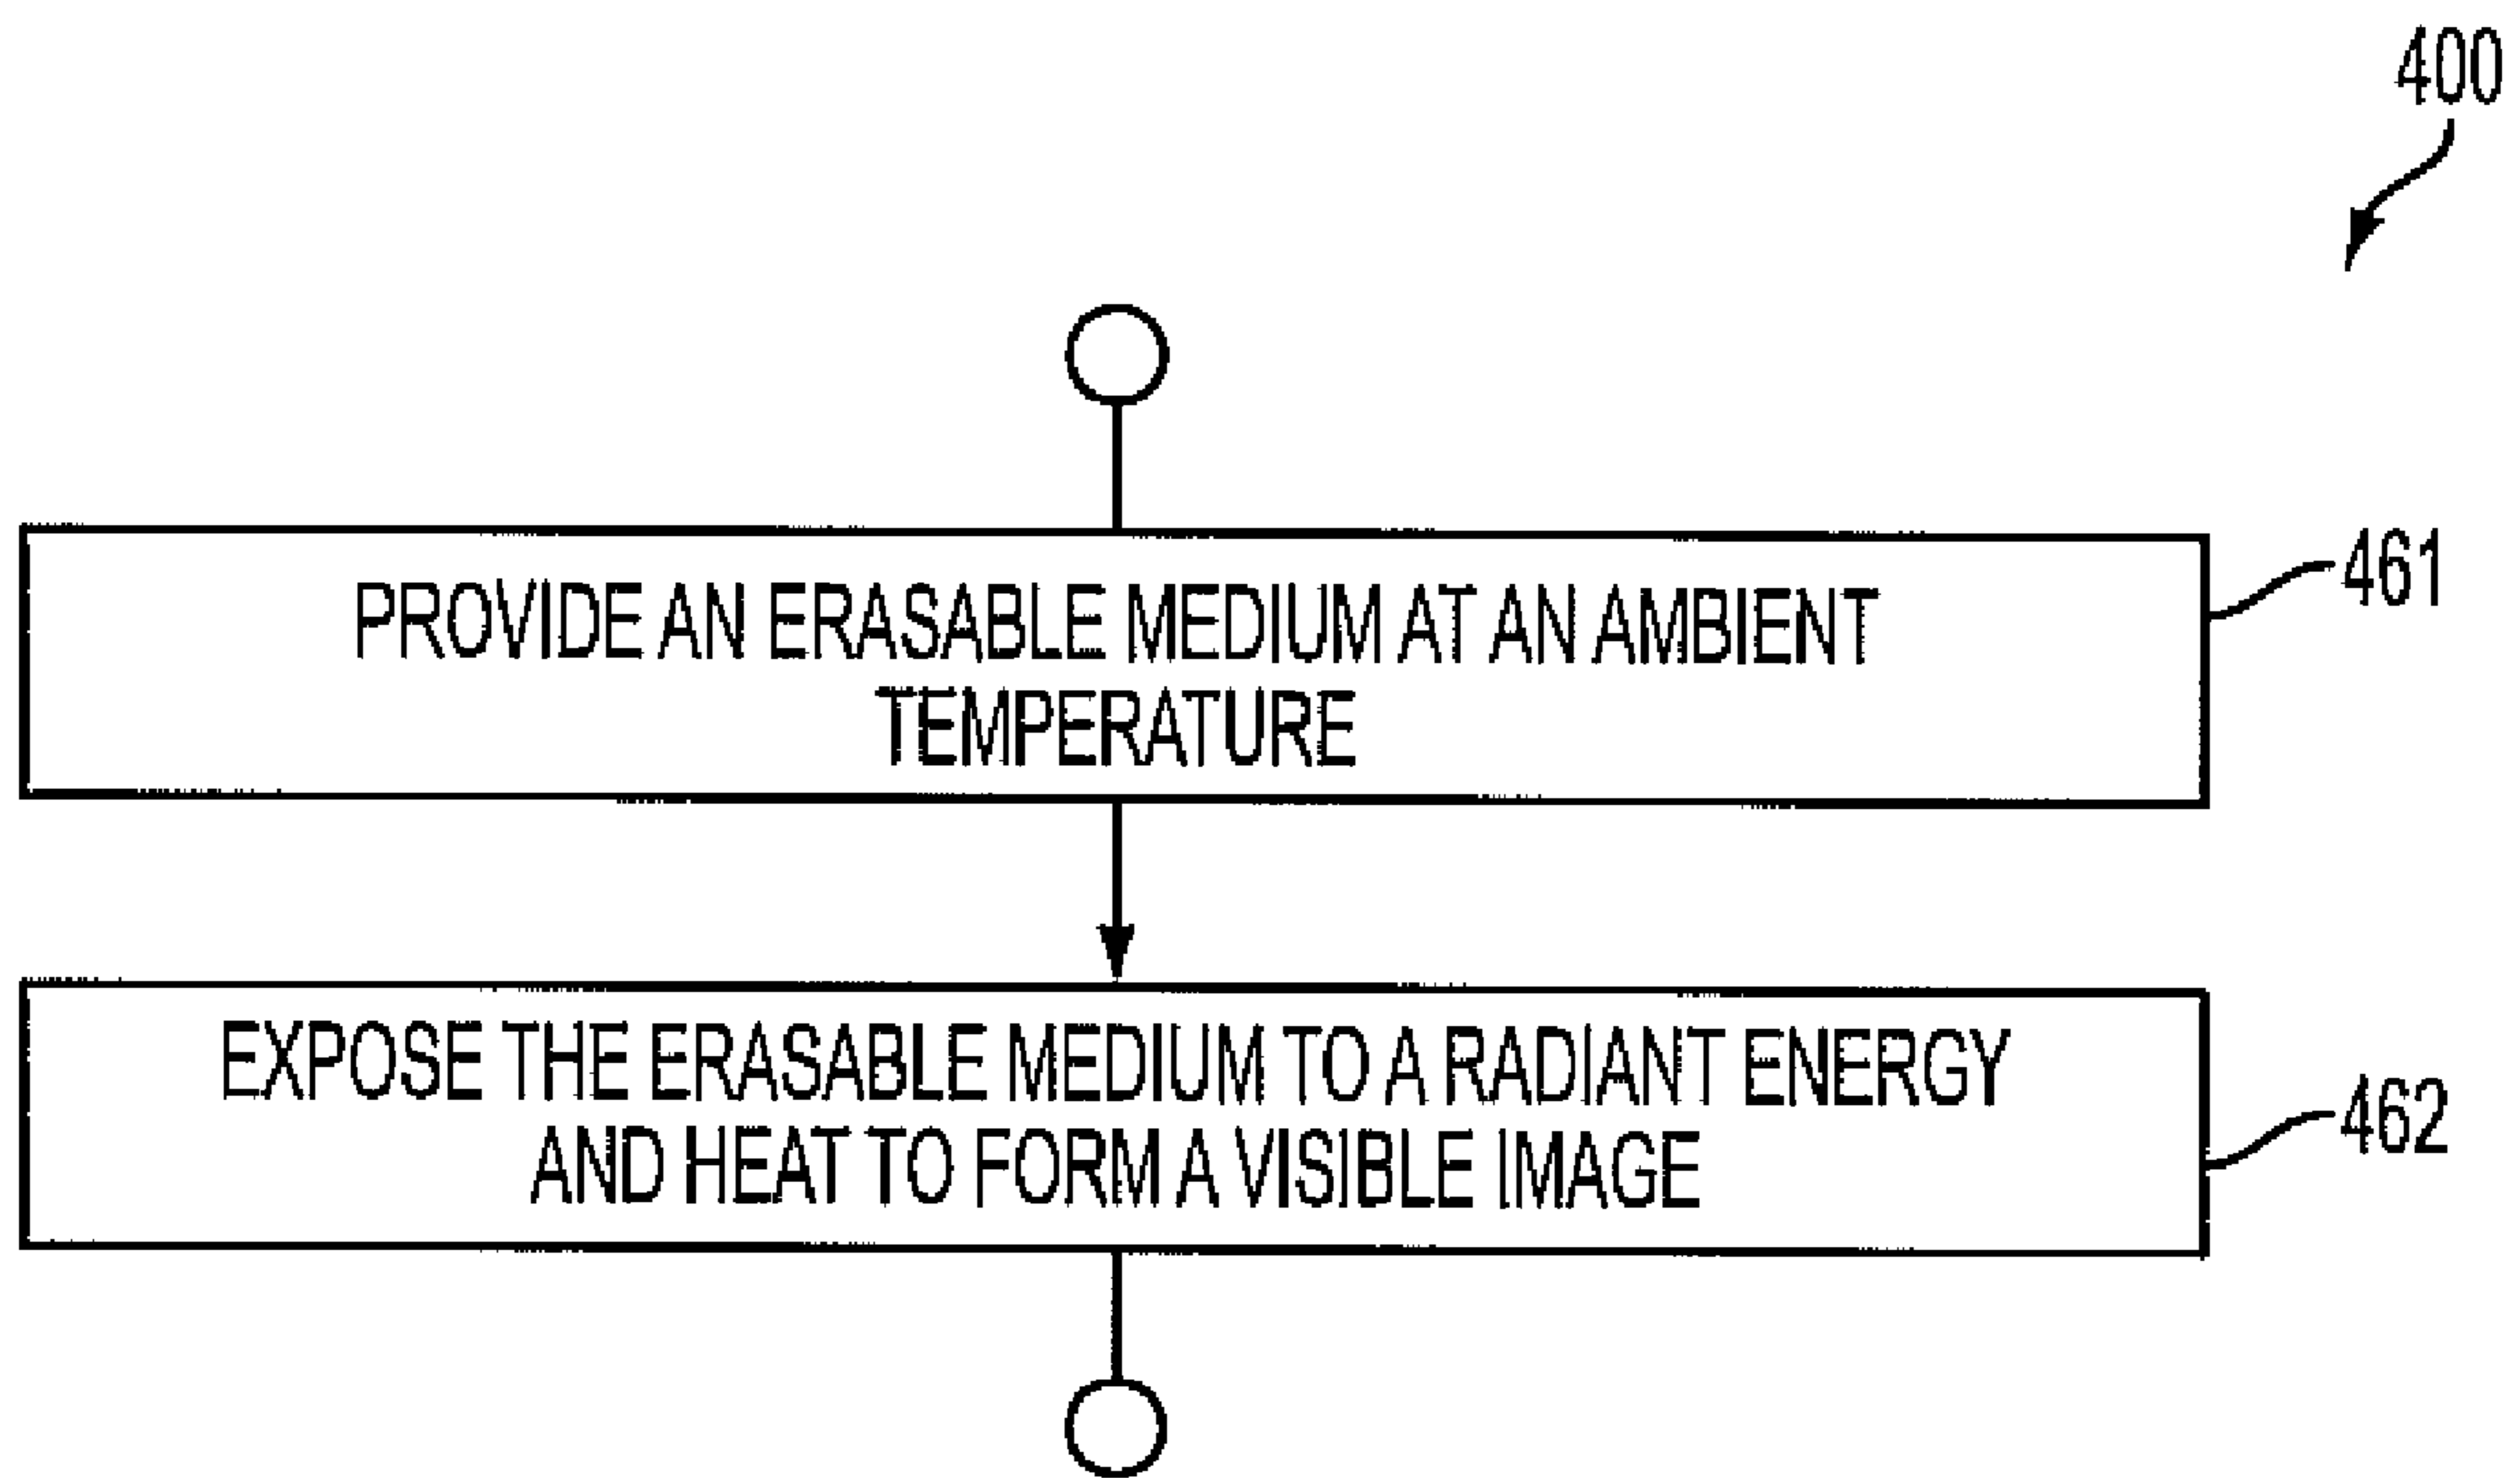 400
PROVIDE AN ERASABLE MEDIUM AT AN AMBIENT
TEMPERATURE
461
EXPOSE THE ERASABLE MEDIUM TO A RADIANT ENERGY
AND HEAT TO FORM A VISIBLE IMAGE
462